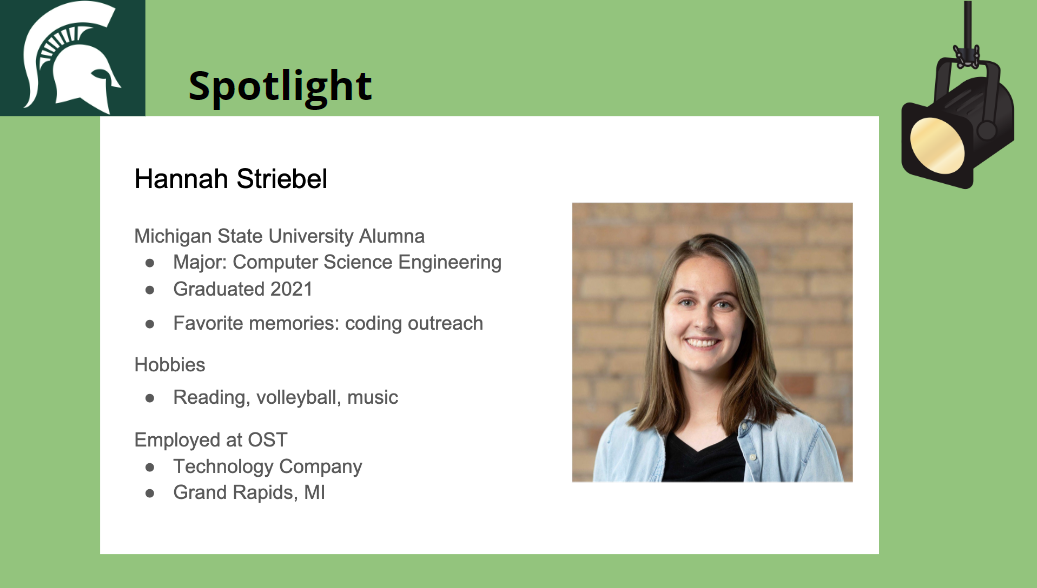 Spotlight
Hannah Striebel
Michigan State University Alumna
● Major: Computer Science Engineering
● Graduated 2021
● Favorite memories: coding outreach
Hobbies
● Reading, volleyball, music
Employed at OST
● Technology Company
● Grand Rapids, MI